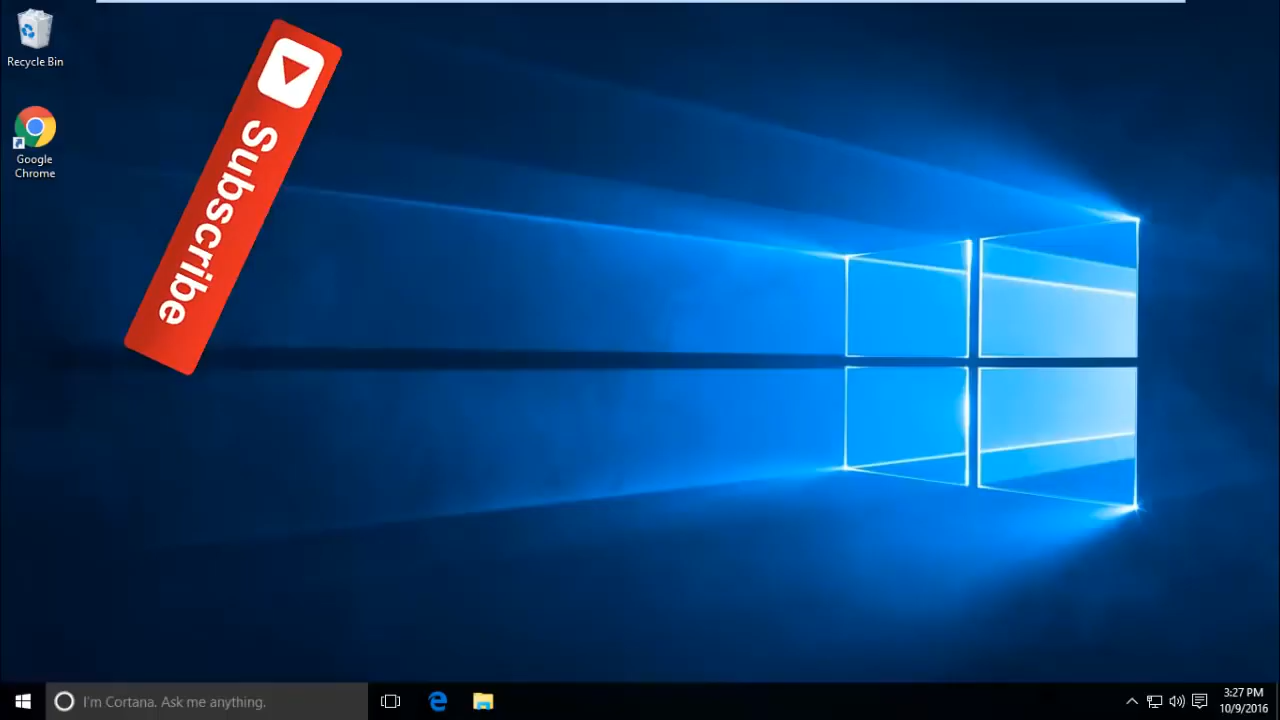 Recycle Bin
Subscribe
Google
Chrome
I'm Cortana. Ask me anything.
3:27 PM
10/9/2016